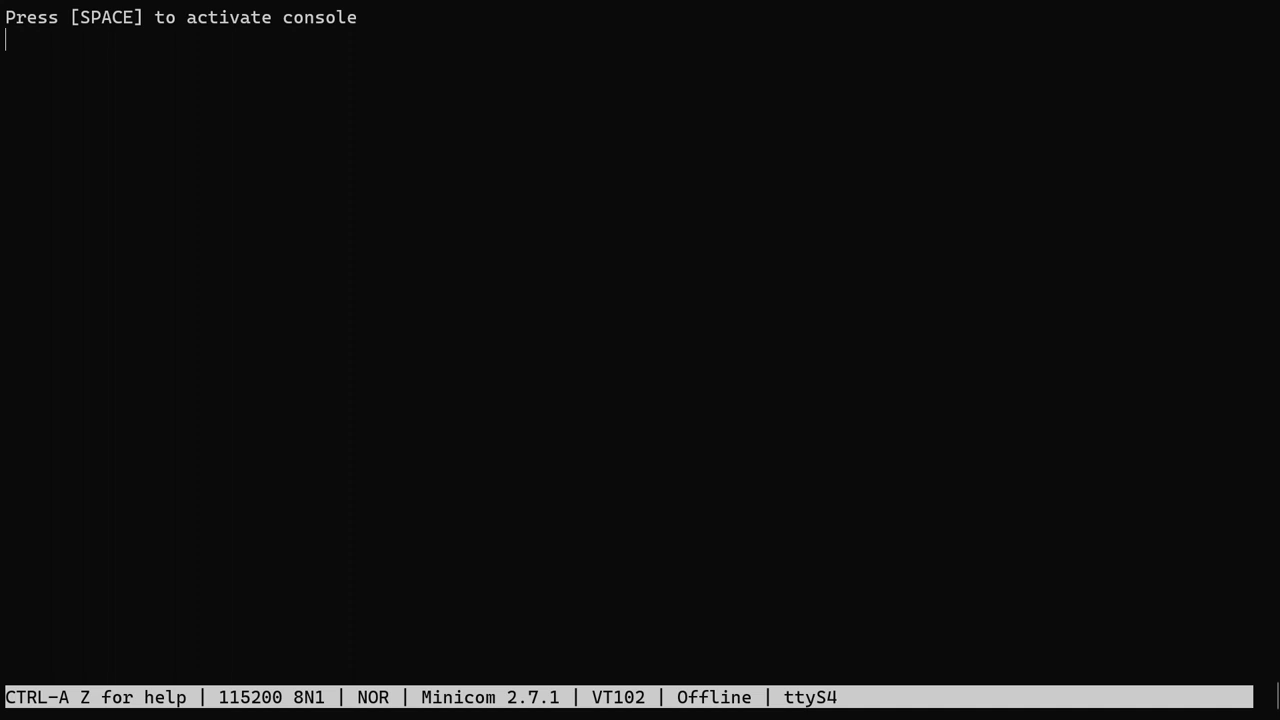 Press [SPACE] to activate console
CTRL-A Z for help | 115200 8N1 | NOR | Minicom 2.7.1 | VT102 | Offline | ttyS4